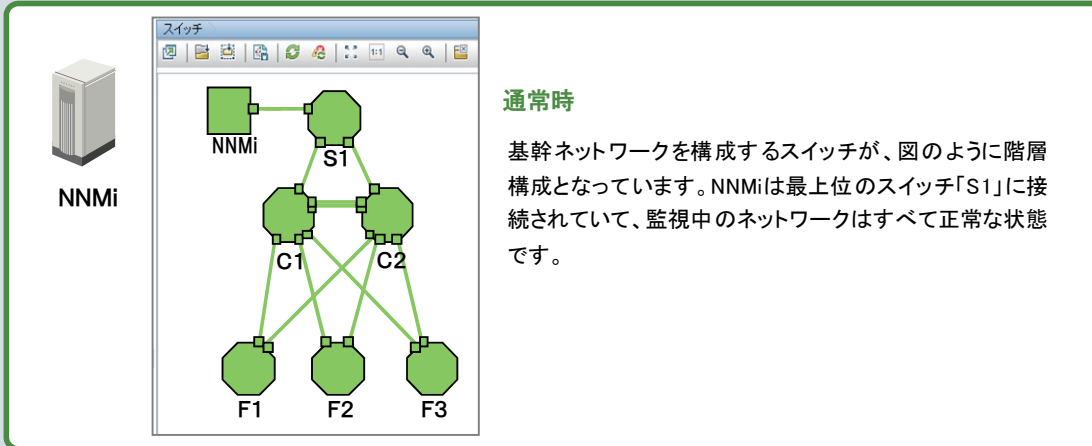 スイッチ
1:1
NNMi
S1
C1
C2
F1
F2
F3
NNMi
通常時
基幹ネットワークを構成するスイッチが、図のように階層
構成となっています。NNMiは最上位のスイッチ「S1」に接
続されていて、監視中のネットワークはすべて正常な状態
です。